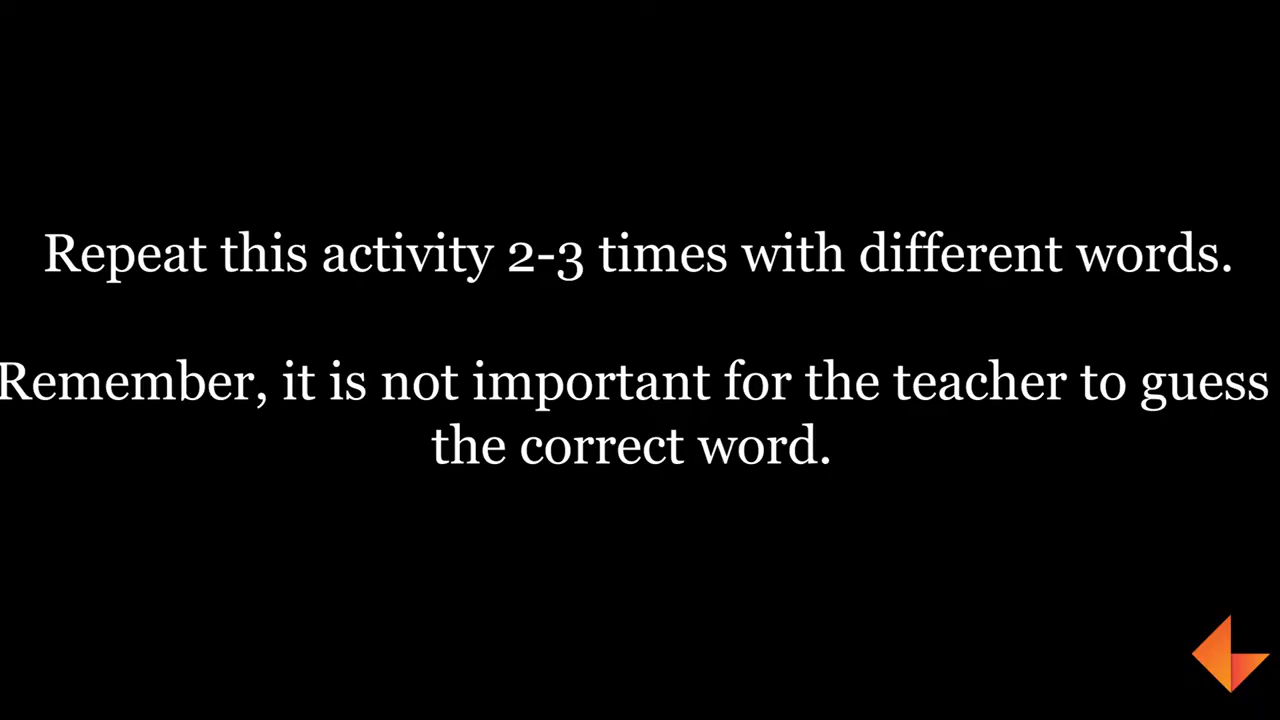 Repeat this activity 2-3 times with different words.
Remember, it is not important for the teacher to guess
the correct word.